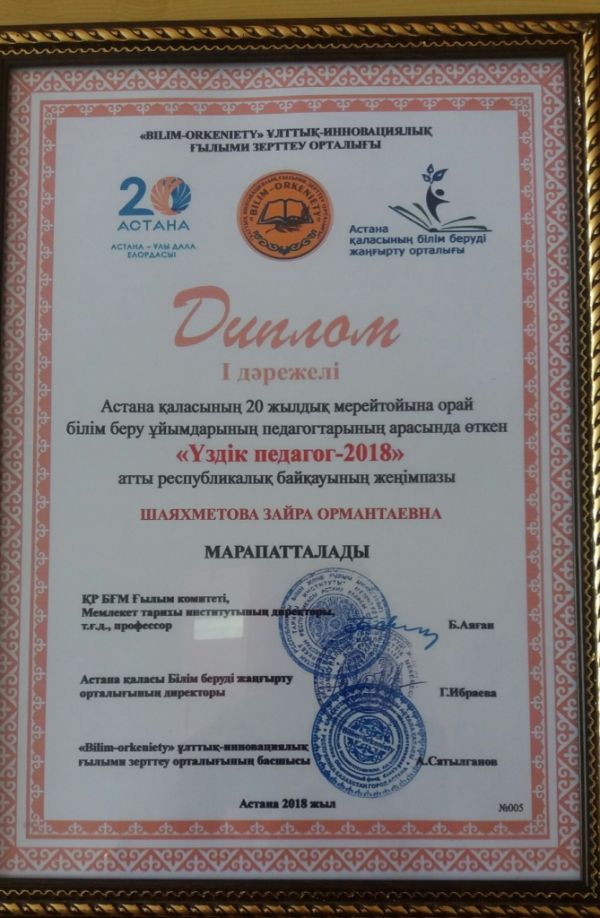 «BILIM-ORKENIETY» ҰЛТТЫҚ-ИННОВАЦИЯЛЫҚ
ҒЫЛЫМИ ЗЕРТТЕУ ОРТАЛЫҒЫ
20
АСТАНА
АСТАНА – ҰЛЫ ДАЛА
ЕЛОРДАСЫ
"BILIM-ORKENIETY"
Астана
қаласының білім беруді
жаңғырту орталығы
Диплом
I дәрежелі
Астана қаласының 20 жылдық мерейтойына орай
білім беру ұйымдарының педагогтарының арасында өткен
«Үздік педагог-2018»
атты республикалық байқауының жеңімпазы
ШАЯХМЕТОВА ЗАЙРА ОРМАНТАЕВНА
МАРАПАТТАЛАДЫ
ҚР БҒМ Ғылым комитеті,
Мемлекет тарихы институтының директоры,
т.ғ.д., профессор
Б.Аяған
Астана қаласы Білім беруді жаңғырту
орталығының директоры
Г.Ибраева
«Bilim-orkeniety» ұлттық-инновациялық
ғылыми зерттеу орталығының басшысы
А.Сатылганов
Астана 2018 жыл
№005